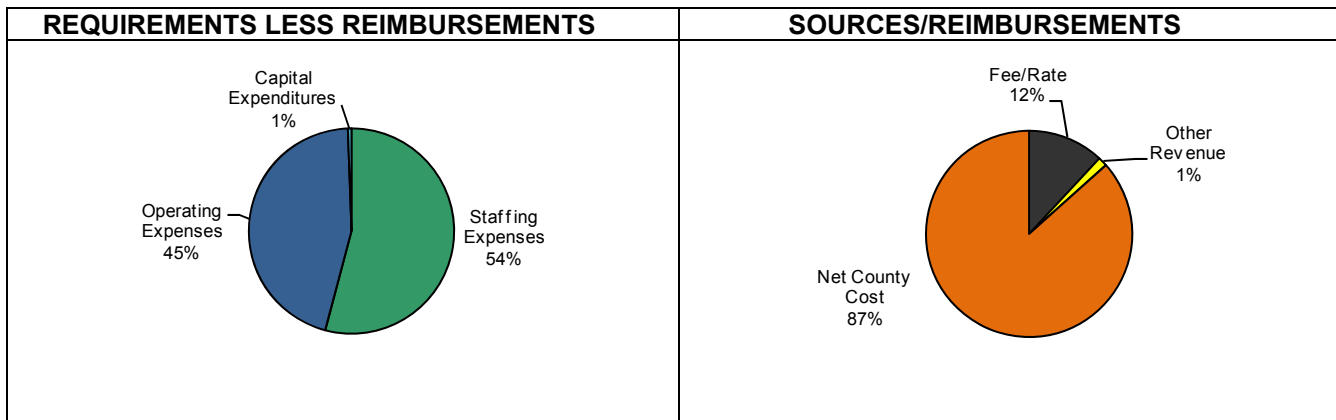 REQUIREMENTS LESS REIMBURSEMENTS
Capital
Expenditures
1%
Operating
Expenses
45%
Staffing
Expenses
54%
SOURCES/REIMBURSEMENTS
Fee/Rate
12%
Other
Revenue
1%
Net County
Cost
87%